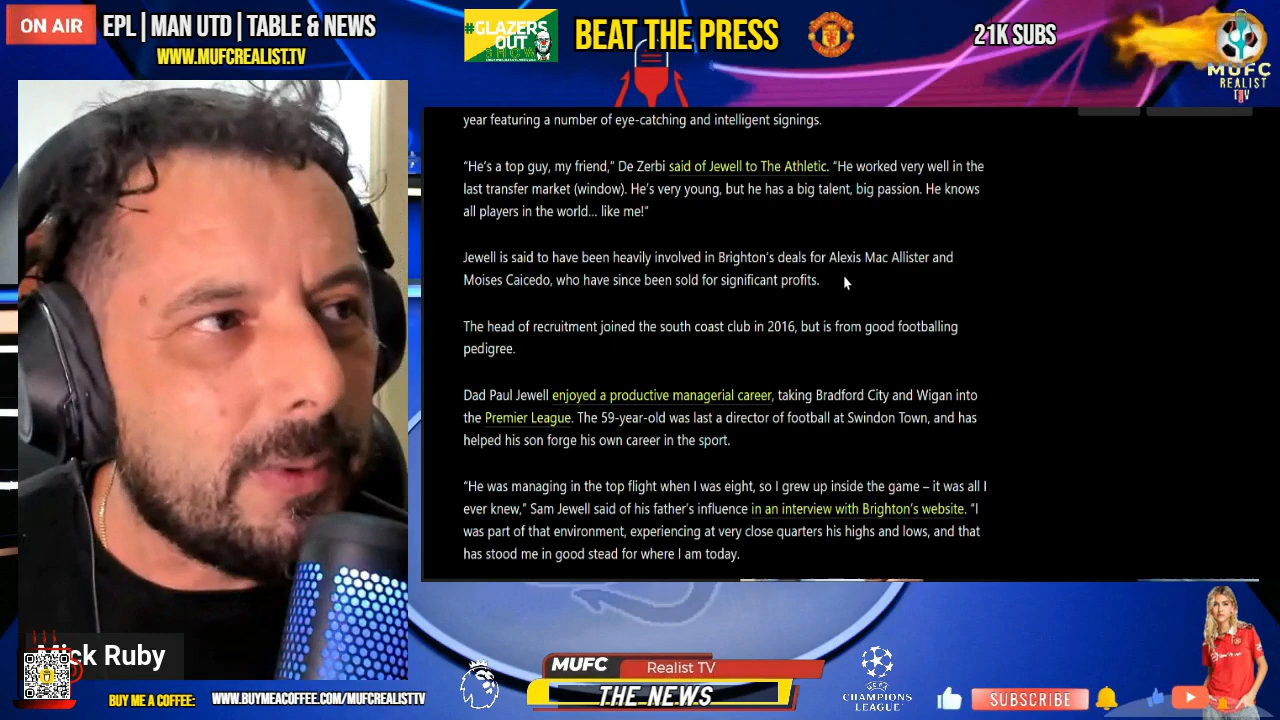 ON AIR
EPL | MAN UTD | TABLE & NEWS
WWW.MUFCREALIST.TV
#GLAZERS
OUT
SHOW
BEAT THE PRESS
21K SUBS
MUFC
REALIST
TV
year featuring a number of eye-catching and intelligent signings.
“He’s a top guy, my friend,” De Zerbi said of Jewell to The Athletic. “He worked very well in the
last transfer market (window). He’s very young, but he has a big talent, big passion. He knows
all players in the world... like me!”
Jewell is said to have been heavily involved in Brighton’s deals for Alexis Mac Allister and
Moises Caicedo, who have since been sold for significant profits.
The head of recruitment joined the south coast club in 2016, but is from good footballing
pedigree.
Dad Paul Jewell enjoyed a productive managerial career, taking Bradford City and Wigan into
the Premier League. The 59-year-old was last a director of football at Swindon Town, and has
helped his son forge his own career in the sport.
“He was managing in the top flight when I was eight, so I grew up inside the game – it was all I
ever knew,” Sam Jewell said of his father’s influence in an interview with Brighton’s website. “I
was part of that environment, experiencing at very close quarters his highs and lows, and that
has stood me in good stead for where I am today.
Mick Ruby
BUY ME A COFFEE:
WWW.BUYMEACOFFEE.COM/MUFCREALISTTV
MUFC
Realist TV
THE NEWS
UEFA
CHAMPIONS
LEAGUE
SUBSCRIBE